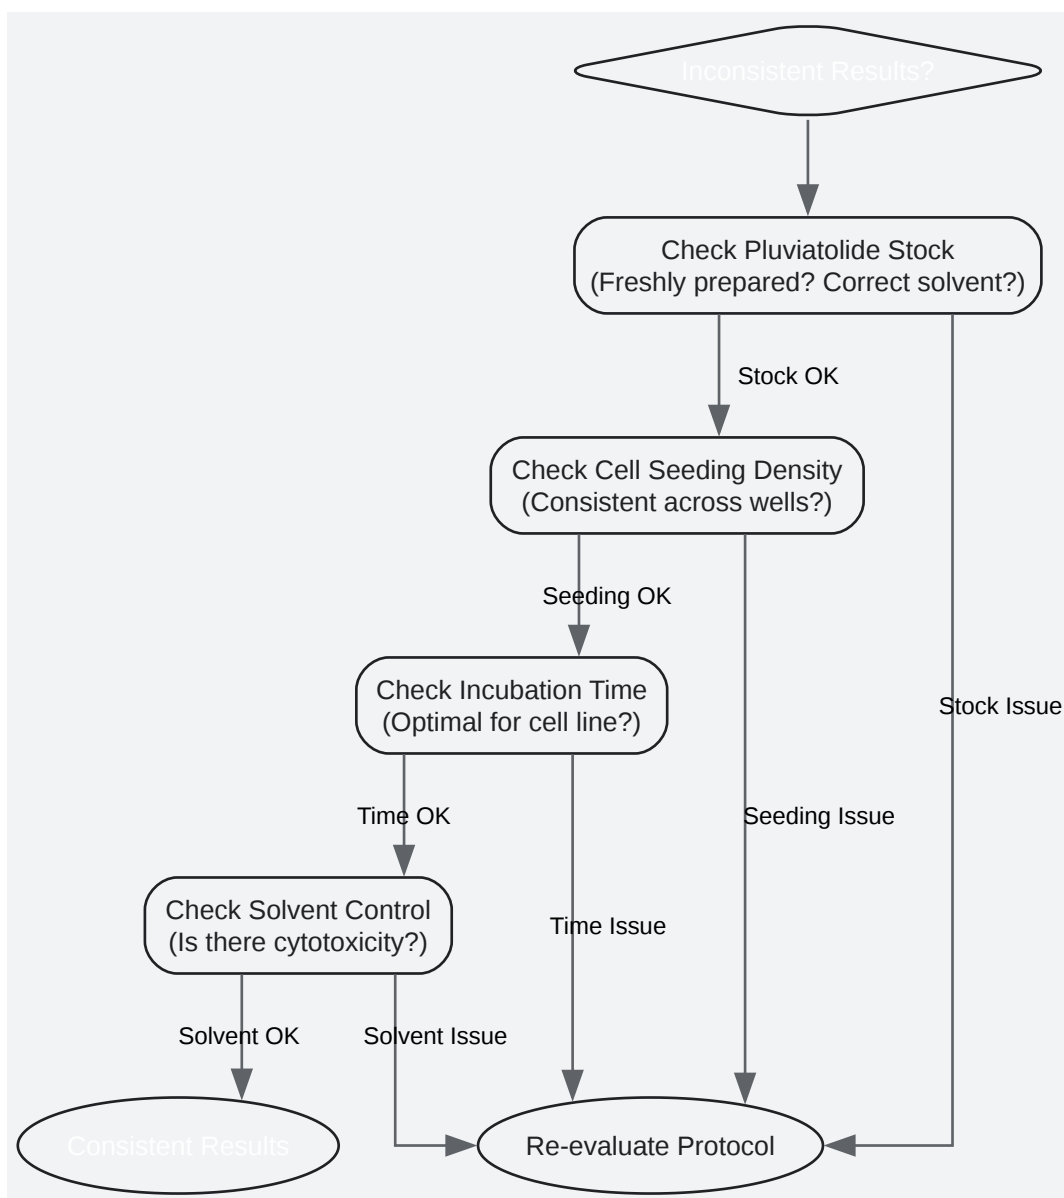 Inconsistent Results?
Check Pluviatolide Stock
(Freshly prepared? Correct solvent?)
Stock OK
Check Cell Seeding Density
(Consistent across wells?)
Seeding OK
Check Incubation Time
(Optimal for cell line?)
Stock Issue
Time OK
Seeding Issue
Check Solvent Control
(Is there cytotoxicity?)
Time Issue
Solvent OK
Solvent Issue
Consistent Results
Re-evaluate Protocol